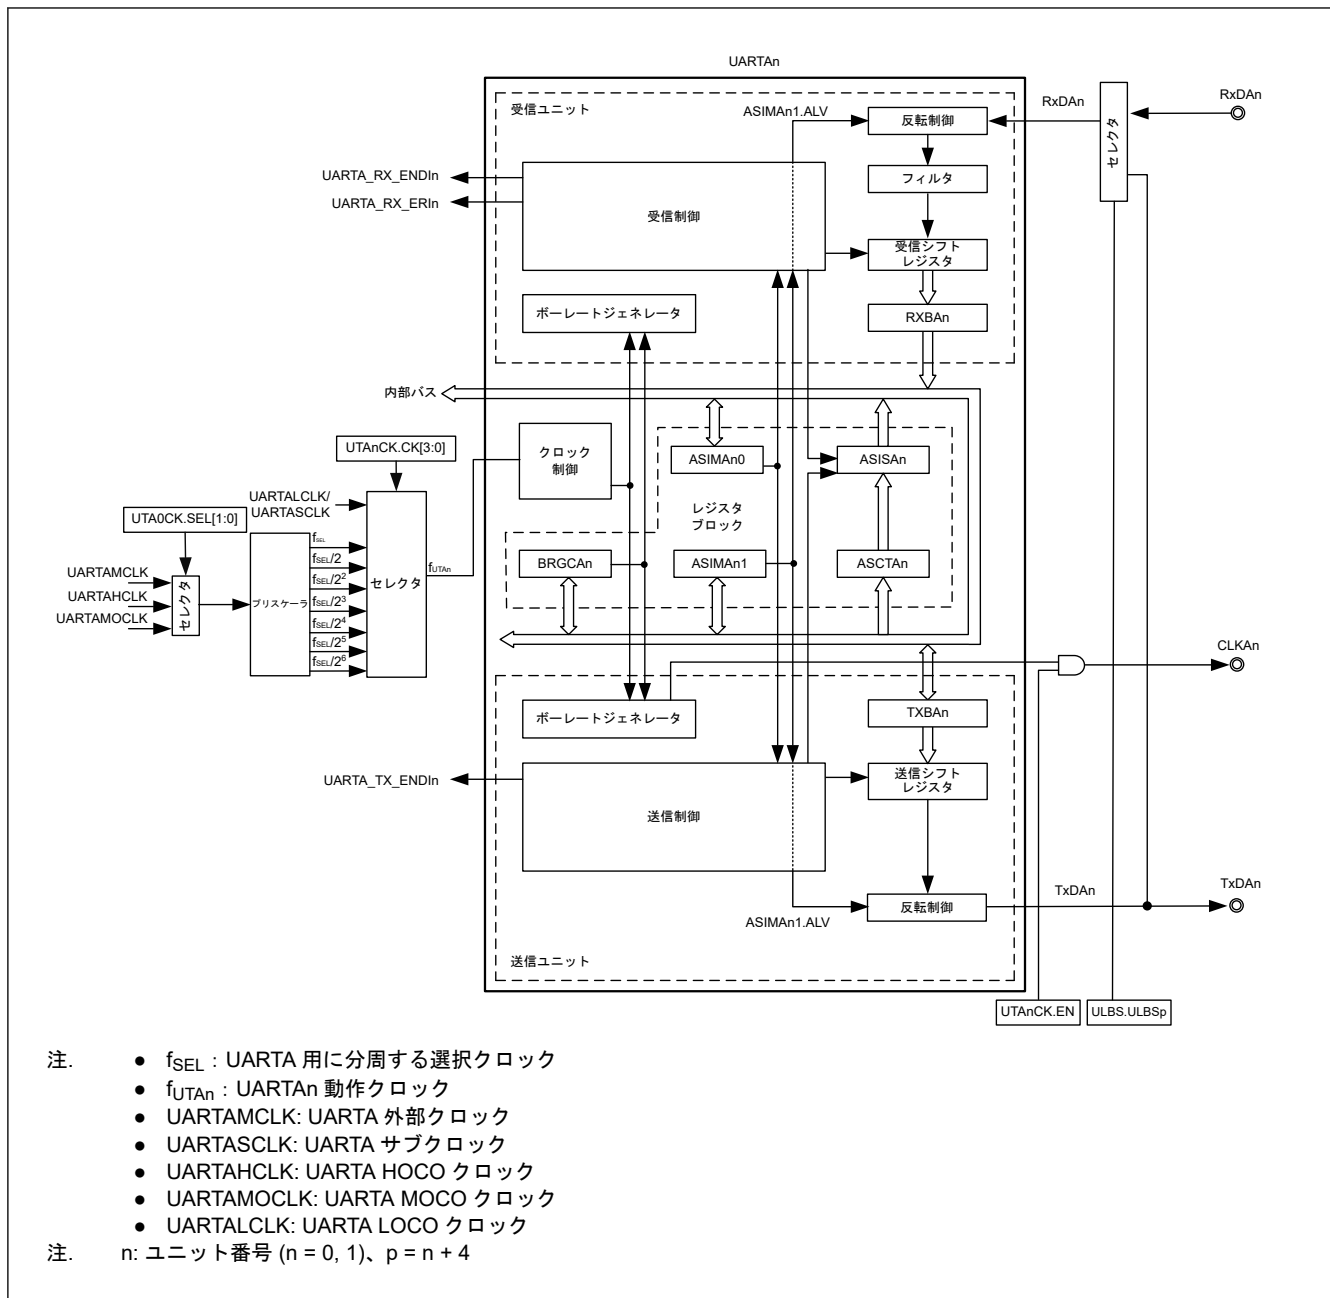 UARTAn
受信ユニット
ASIMAn1.ALV
反転制御
RxDAn
セレクタ
RxDAn
フィルタ
UARTA_RX_ENDIn
UARTA_RX_ERIn
受信制御
受信シフト
レジスタ
ボーレートジェネレータ
RXBAn
内部バス
UTAnCK.CK[3:0]
クロック
制御
ASIMAn0
ASISAn
UARTALCLK/
UARTASCLK
UTA0CK.SEL[1:0]
レジスタ
ブロック
fSEL
fSEL/2
fSEL/2²
fSEL/2³
fSEL/2⁴
fSEL/2⁵
fSEL/2⁶
セレクタ
fUTAn
BRGCAn
ASIMAn1
ASCTAn
UARTAMCLK
UARTAHCLK
UARTAMOCLK
セレクタ
プリスケーラ
CLKAn
ボーレートジェネレータ
TXBAn
UARTA_TX_ENDIn
送信制御
送信シフト
レジスタ
ASIMAn1.ALV
反転制御
TxDAn
TxDAn
送信ユニット
UTAnCK.EN
ULBS.ULBSp
注. ● fSEL : UARTA 用に分周する選択クロック
● fUTAn : UARTAn 動作クロック
● UARTAMCLK: UARTA 外部クロック
● UARTASCLK: UARTA サブクロック
● UARTAHCLK: UARTA HOCO クロック
● UARTAMOCLK: UARTA MOCO クロック
● UARTALCLK: UARTA LOCO クロック
注. n: ユニット番号 (n = 0, 1)、p = n + 4